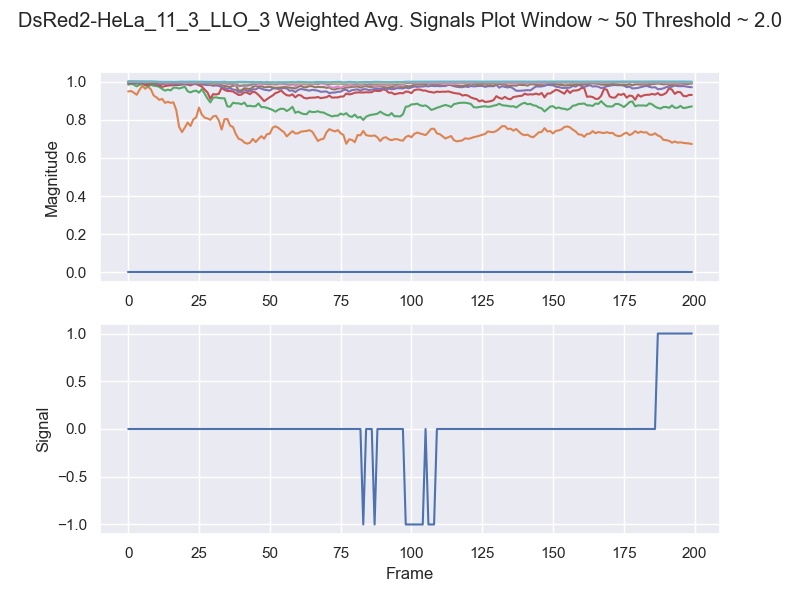 DsRed2-HeLa_11_3_LLO_3 Weighted Avg. Signals Plot Window ~ 50 Threshold ~ 2.0
1.0
0.8
0.6
0.4
0.2
0.0
Magnitude
0 25 50 75 100 125 150 175 200
1.0
0.5
0.0
−0.5
−1.0
Signal
0 25 50 75 100 125 150 175 200
Frame